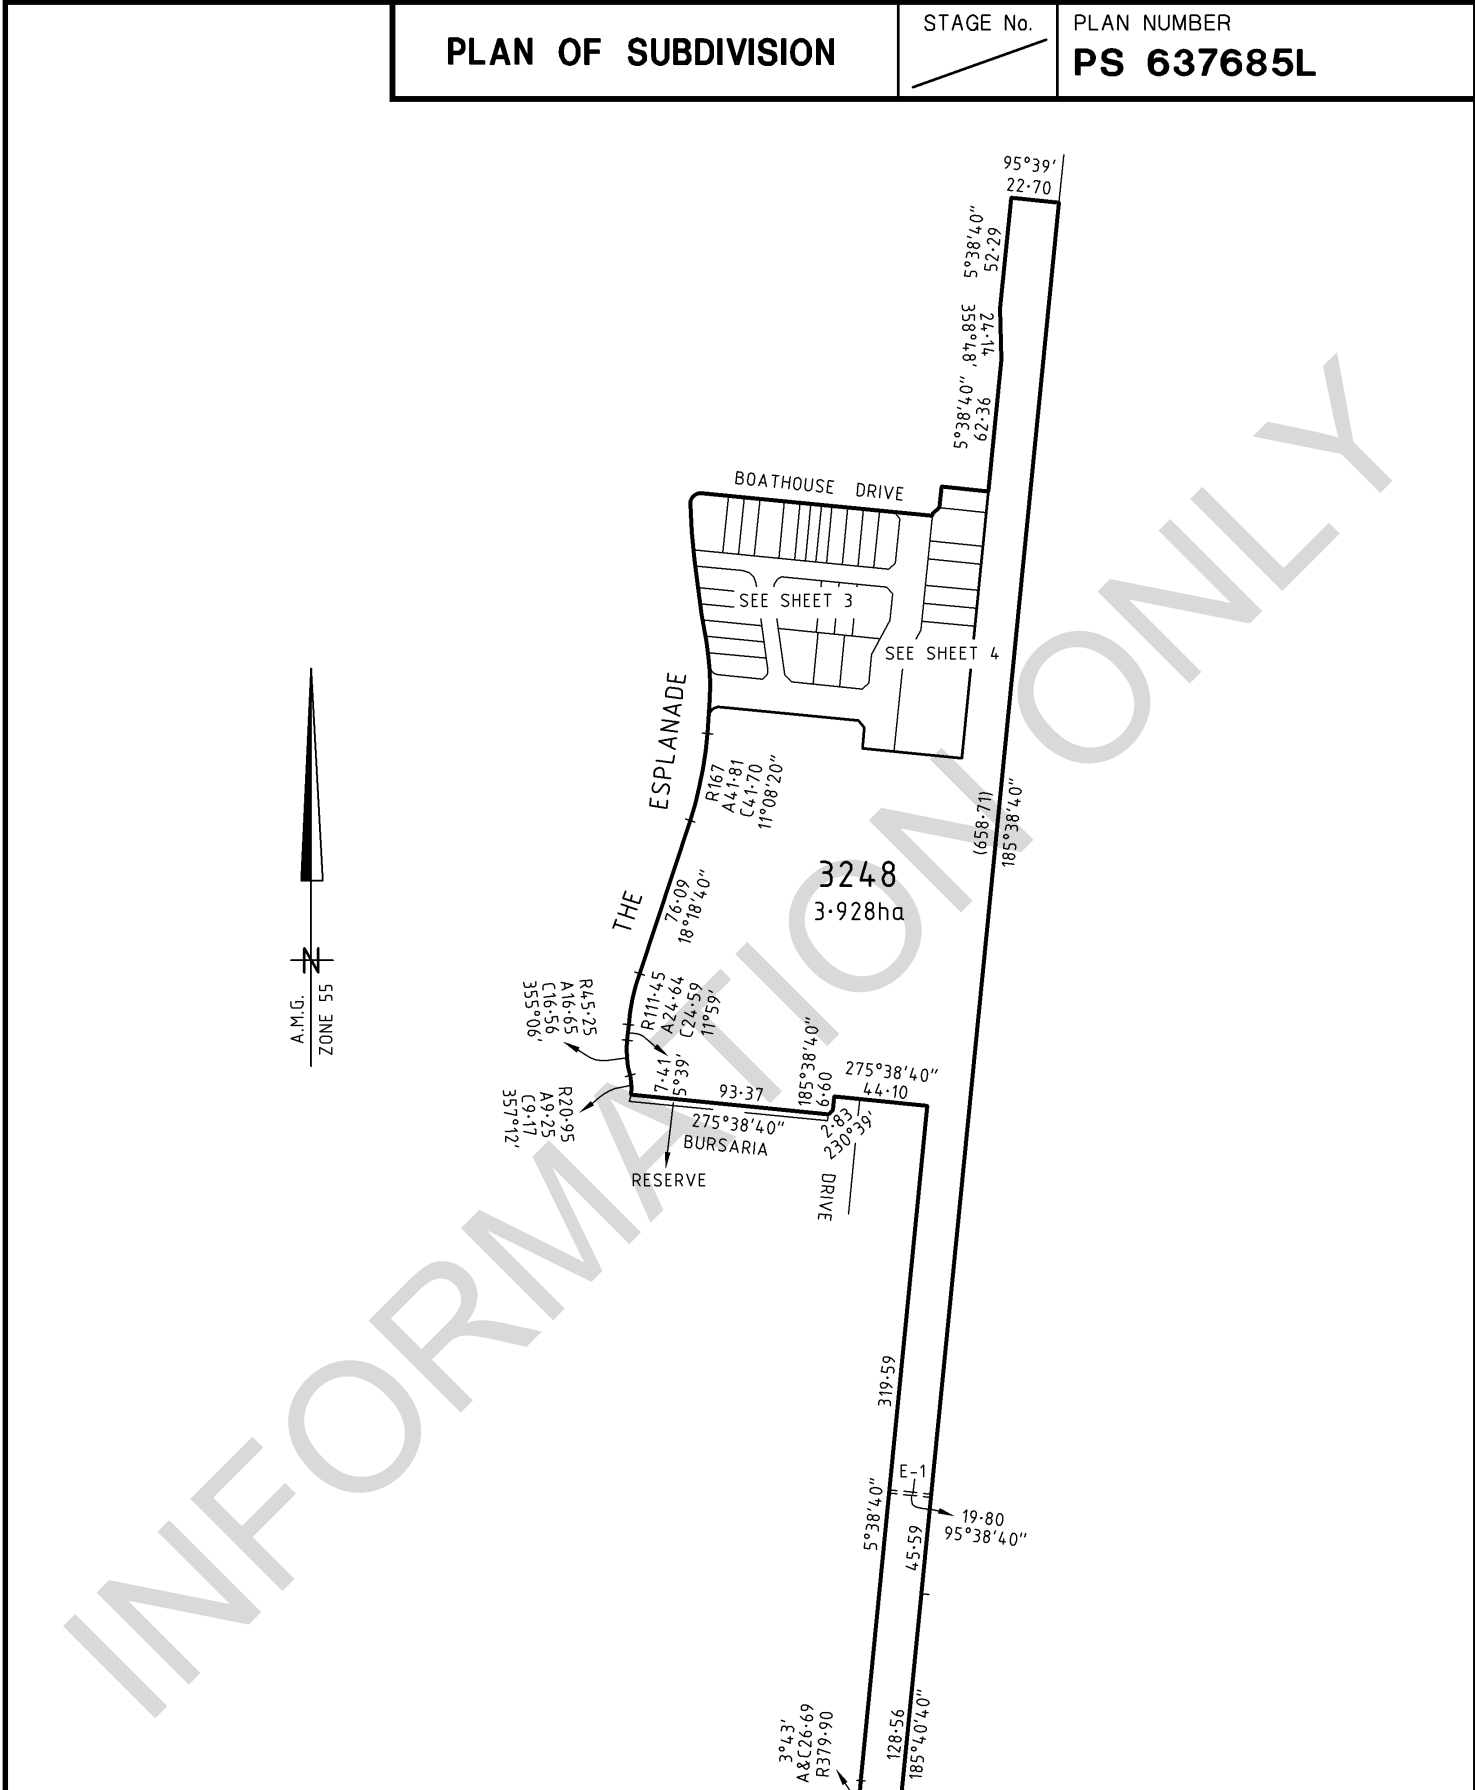 PLAN OF SUBDIVISION
STAGE No.
PLAN NUMBER
PS 637685L
95°39'
22·70
5°38'40"
52·29
24·14
358°48'
5°38'40"
62·36
BOATHOUSE DRIVE
SEE SHEET 3
SEE SHEET 4
THE ESPLANADE
R167
A41·81
C41·70
11°08'20"
(658·71)
185°38'40"
3248
3·928ha
76·09
18°18'40"
N
A.M.G.
ZONE 55
R45·25
A16·65
C16·56
355°06'
R111·45
A24·64
C24·59
11°59'
7·41
5°39'
R20·95
A9·25
C9·17
357°12'
93·37
275°38'40"
BURSARIA
DRIVE
RESERVE
185°38'40"
6·60
2·83
230°39'
275°38'40"
44·10
319·59
5°38'40"
E-1
19·80
95°38'40"
45·59
128·56
185°40'40"
3°43'
A&C26·69
R379·90
INFORMATION ONLY